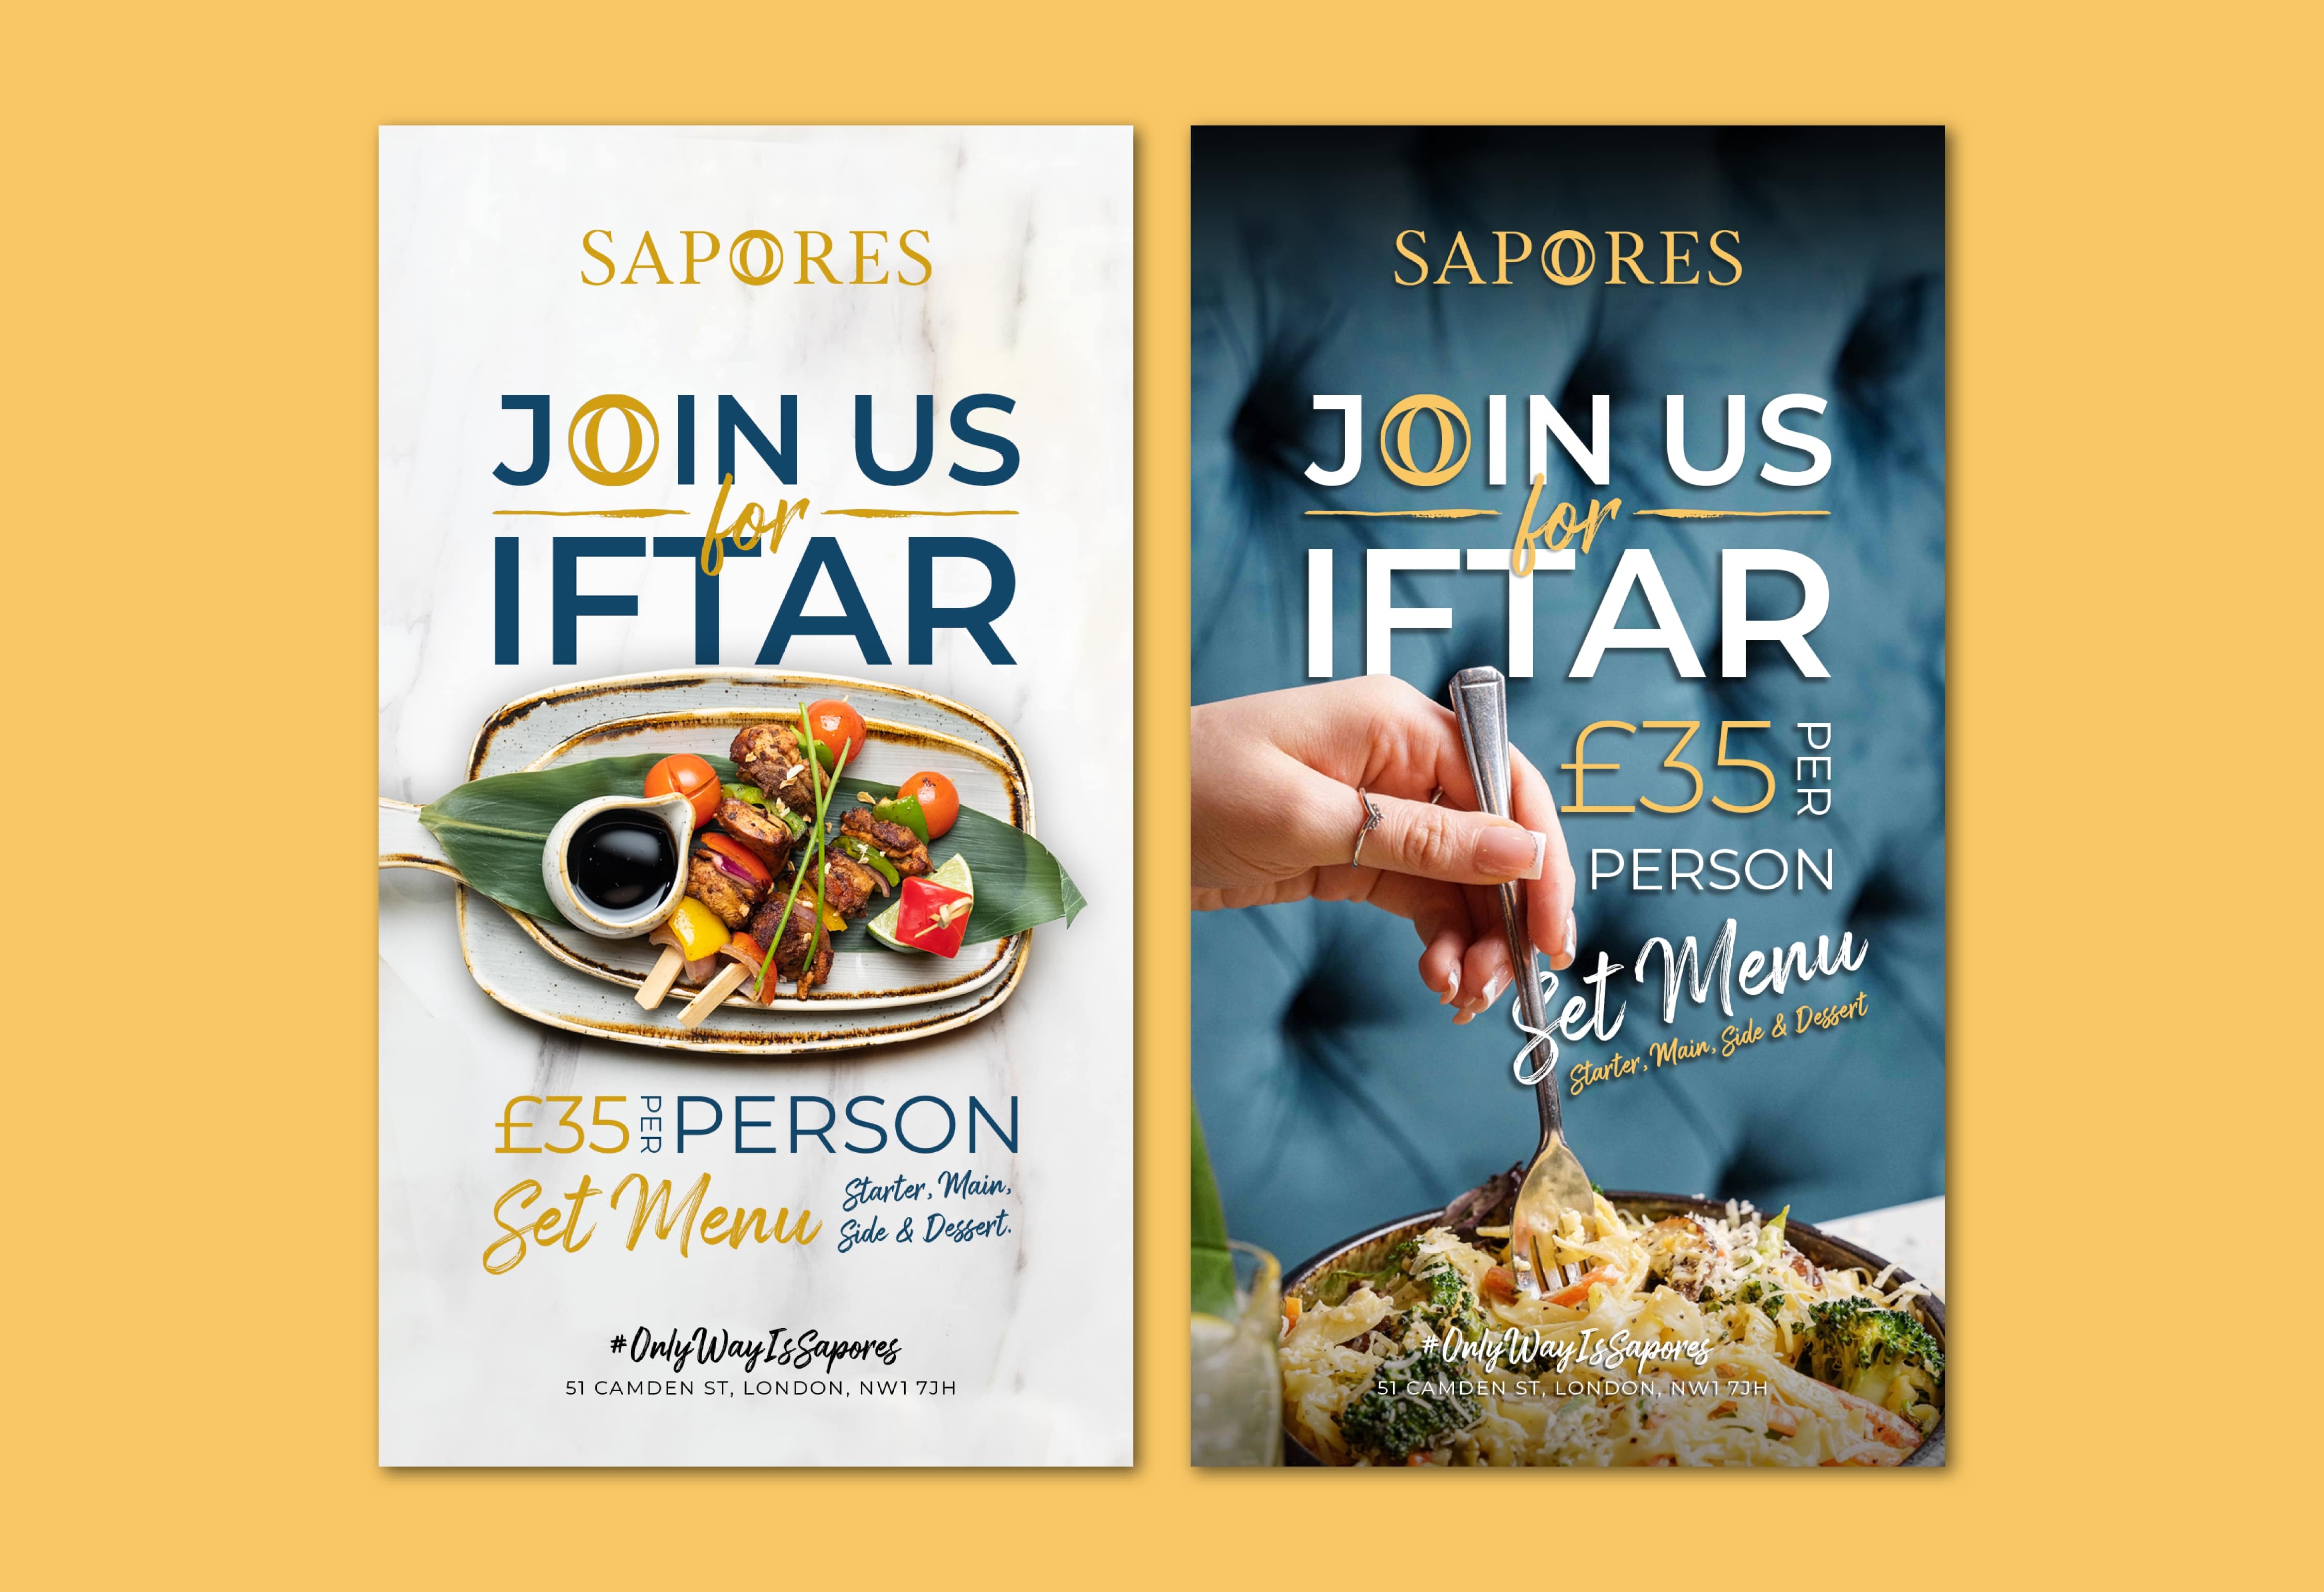 SAPORES
JOIN US
for
IFTAR
£35 PER PERSON
Set Menu
Starter, Main,
Side & Dessert.
#OnlyWayIsSapores
51 CAMDEN ST, LONDON, NW1 7JH
SAPORES
JOIN US
for
IFTAR
£35 PER
PERSON
Set Menu
Starter, Main, Side & Dessert
#OnlyWayIsSapores
51 CAMDEN ST, LONDON, NW1 7JH